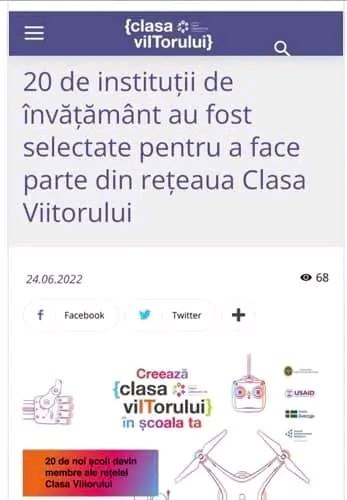 {clasa
viITorului}
20 de instituții de
învățământ au fost
selectate pentru a face
parte din rețeaua Clasa
Viitorului
24.06.2022
68
Facebook
Twitter
Creează
{clasa
viITorului}
în școala ta
USAID
Sverige
20 de noi școli devin
membre ale rețelei
Clasa Viitorului